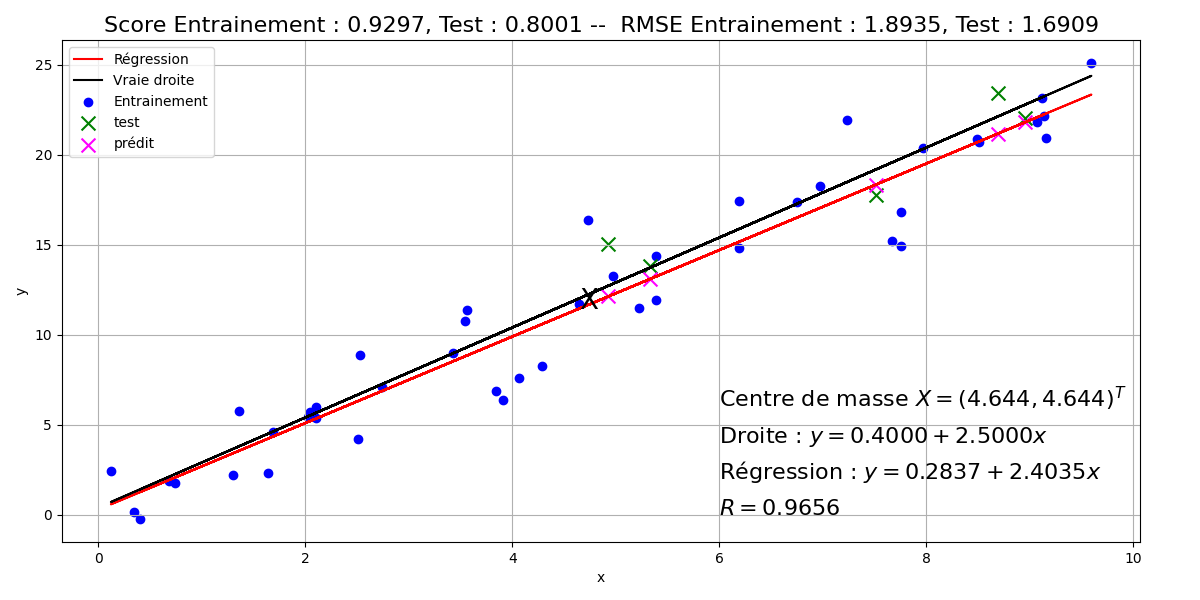 Score Entrainement : 0.9297, Test : 0.8001 --  RMSE Entrainement : 1.8935, Test : 1.6909
Régression
Vraie droite
Entrainement
test
prédit
25
20
15
10
5
0
y
Centre de masse X = (4.644, 4.644)^T
Droite : y = 0.4000 + 2.5000x
Régression : y = 0.2837 + 2.4035x
R = 0.9656
0 2 4 6 8 10
x